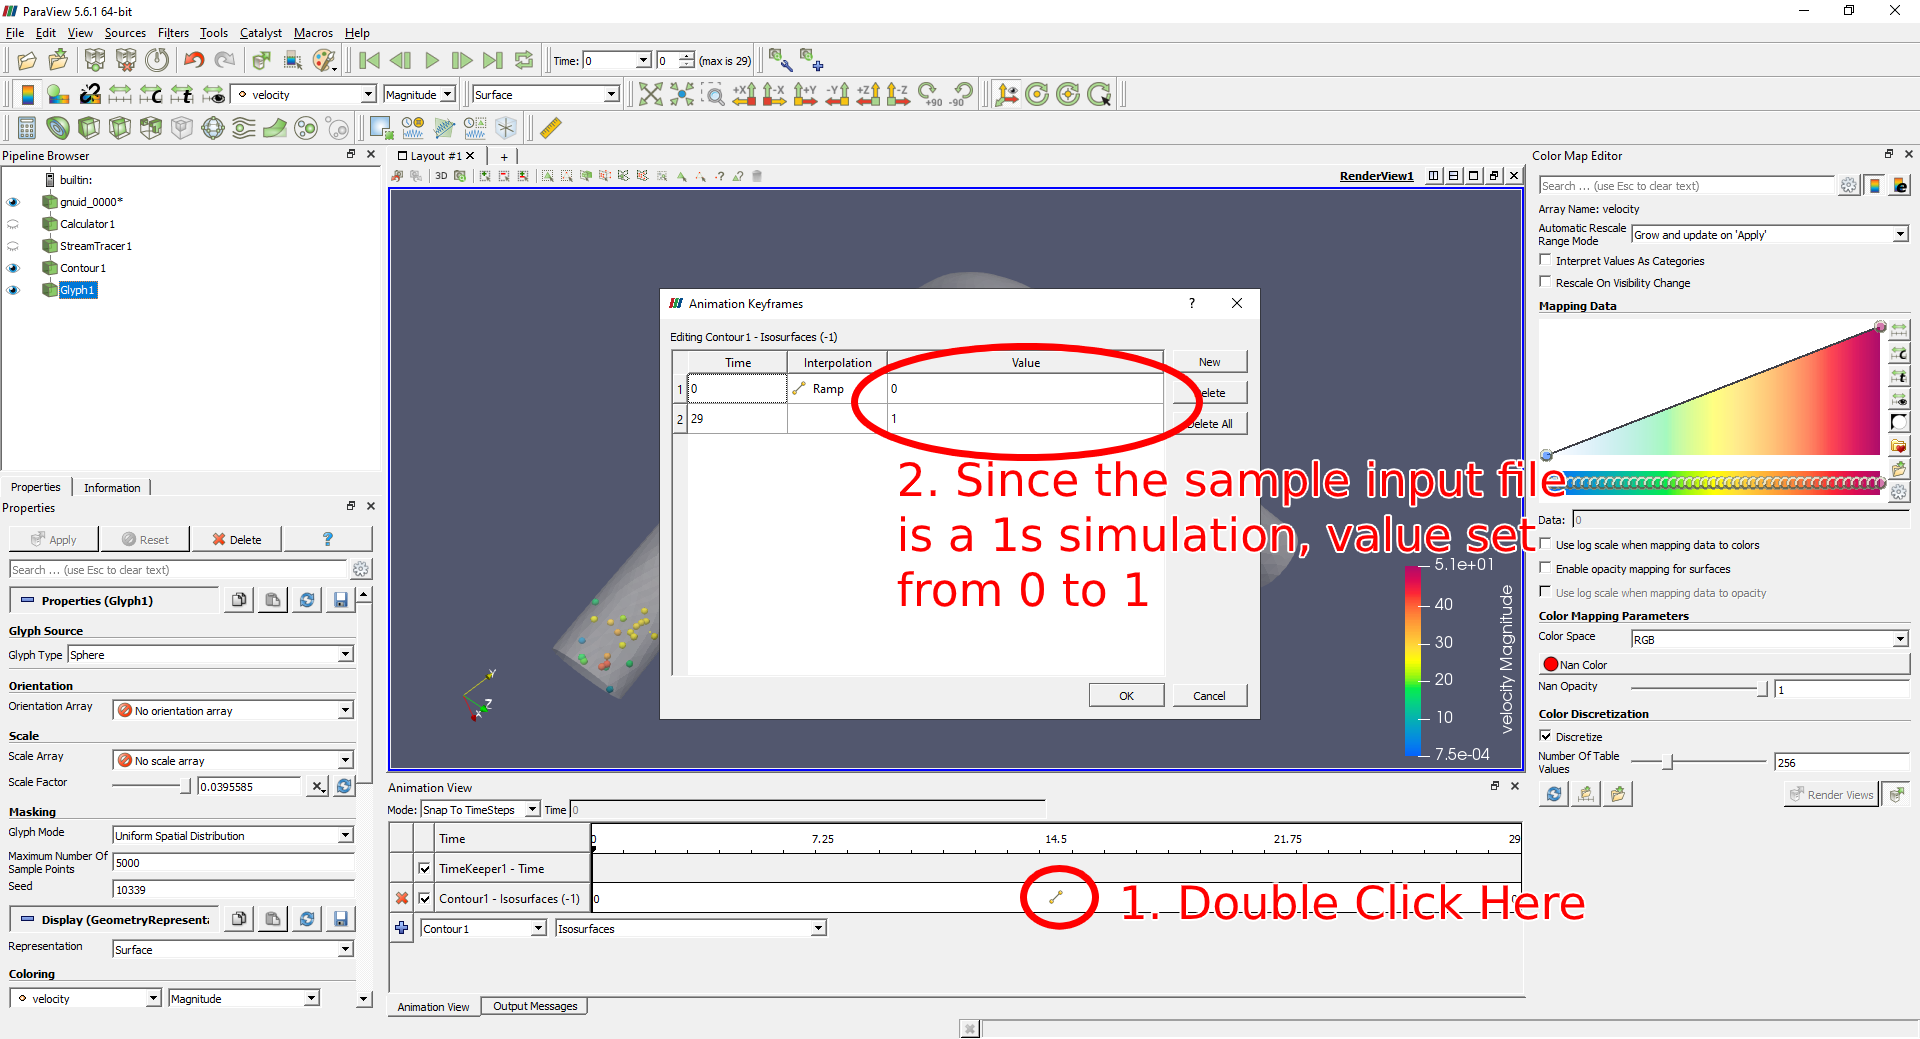 ParaView 5.6.1 64-bit
File Edit View Sources Filters Tools Catalyst Macros Help
Time: 0 0 (max is 29)
velocity Magnitude Surface
+X -X +Y -Y +Z -Z +90 -90
Pipeline Browser
builtin:
gnuid_0000*
Calculator1
StreamTracer1
Contour1
Glyph1
Properties Information
Properties
Apply Reset Delete ?
Search ... (use Esc to clear text)
Properties (Glyph1)
Glyph Source
Glyph Type Sphere
Orientation
Orientation Array No orientation array
Scale
Scale Array No scale array
Scale Factor 0.0395585
Masking
Glyph Mode Uniform Spatial Distribution
Maximum Number Of
Sample Points 5000
Seed 10339
Display (GeometryRepresenta
Representation Surface
Coloring
velocity Magnitude
Layout #1 +
3D RenderView1
Animation Keyframes ?
Editing Contour1 - Isosurfaces (-1)
Time Interpolation Value
1 0 Ramp 0
2 29 1
New
elete
Delete All
OK Cancel
2. Since the sample input file
is a 1s simulation, value set
from 0 to 1
Y
Z
X
5.1e+01
40
30
20
10
7.5e-04
velocity Magnitude
Animation View
Mode: Snap To TimeSteps Time 0
Time 0 7.25 14.5 21.75 29
TimeKeeper1 - Time
Contour1 - Isosurfaces (-1) 0
1. Double Click Here
Contour1 Isosurfaces
Animation View Output Messages
Color Map Editor
Search ... (use Esc to clear text)
Array Name: velocity
Automatic Rescale
Range Mode Grow and update on 'Apply'
Interpret Values As Categories
Rescale On Visibility Change
Mapping Data
Data: 0
Use log scale when mapping data to colors
Enable opacity mapping for surfaces
Use log scale when mapping data to opacity
Color Mapping Parameters
Color Space RGB
Nan Color
Nan Opacity 1
Color Discretization
Discretize
Number Of Table
Values 256
Render Views